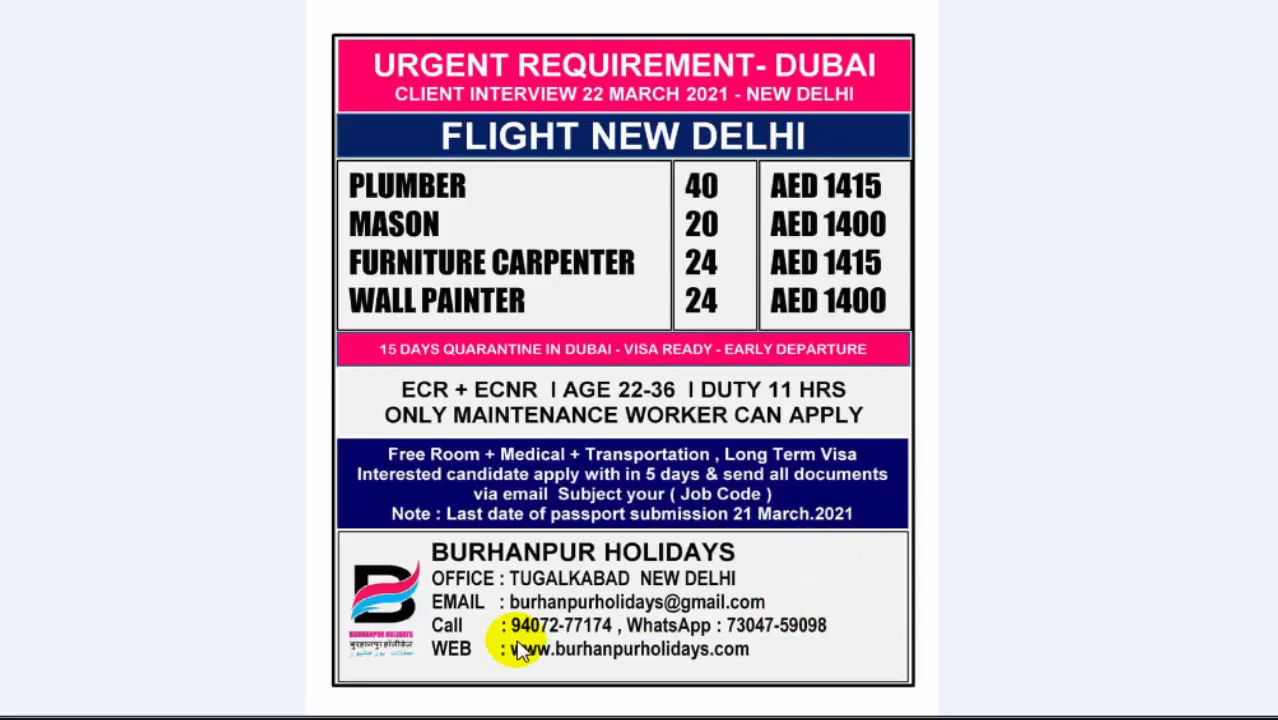 URGENT REQUIREMENT- DUBAI
CLIENT INTERVIEW 22 MARCH 2021 - NEW DELHI
FLIGHT NEW DELHI
PLUMBER 40 AED 1415
MASON 20 AED 1400
FURNITURE CARPENTER 24 AED 1415
WALL PAINTER 24 AED 1400
15 DAYS QUARANTINE IN DUBAI - VISA READY - EARLY DEPARTURE
ECR + ECNR I AGE 22-36 I DUTY 11 HRS
ONLY MAINTENANCE WORKER CAN APPLY
Free Room + Medical + Transportation , Long Term Visa
Interested candidate apply with in 5 days & send all documents
via email Subject your ( Job Code )
Note : Last date of passport submission 21 March.2021
BURHANPUR HOLIDAYS
OFFICE : TUGALKABAD NEW DELHI
EMAIL : burhanpurholidays@gmail.com
Call : 94072-77174 , WhatsApp : 73047-59098
WEB : www.burhanpurholidays.com
BURHANPUR HOLIDAYS
बुरहानपुर हॉलीडेज